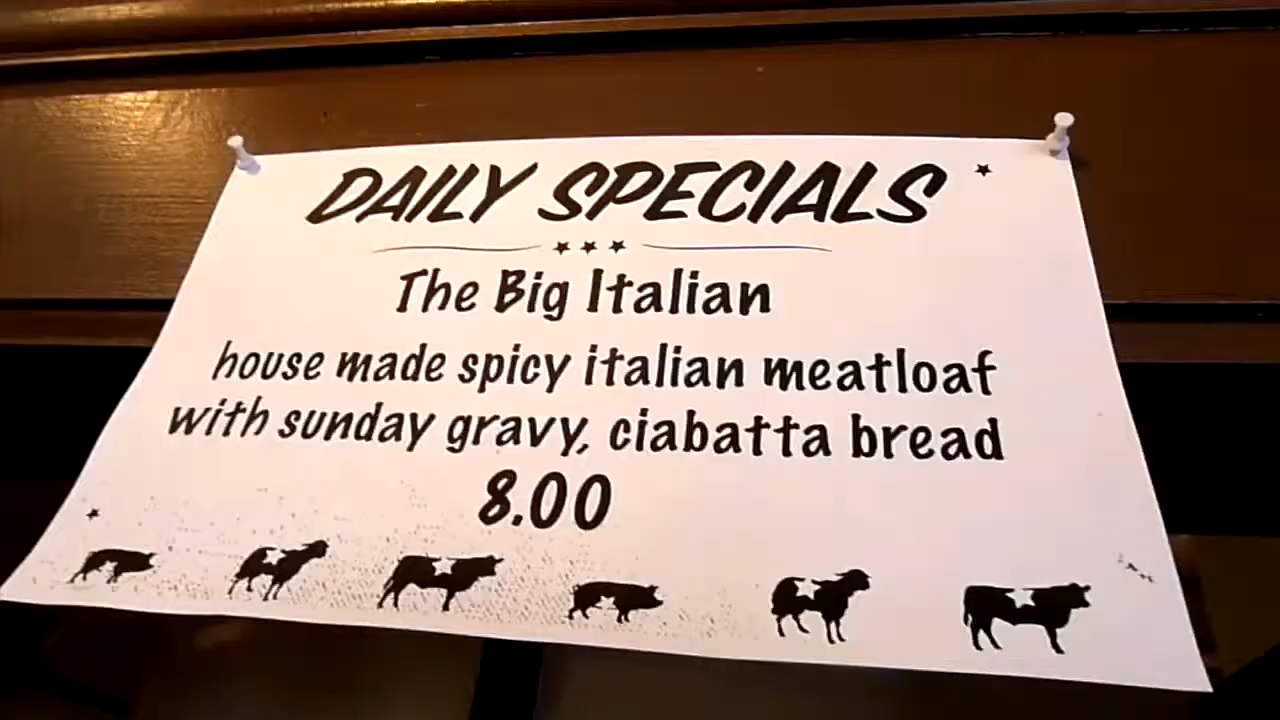 DAILY SPECIALS
The Big Italian
house made spicy italian meatloaf
with sunday gravy, ciabatta bread
8.00